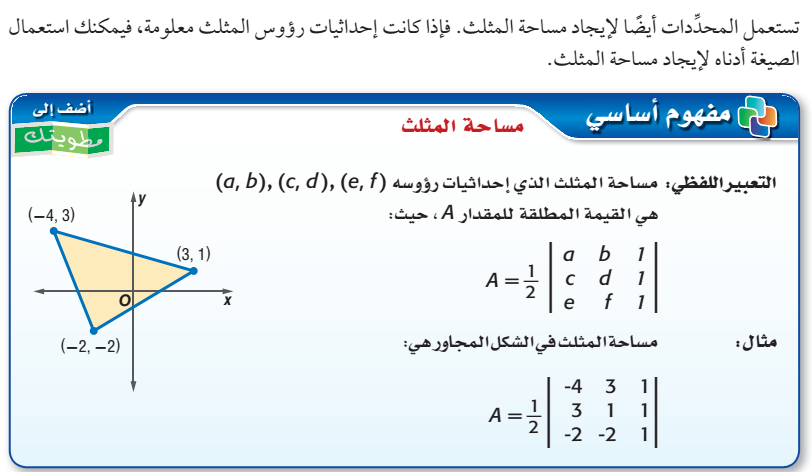 تستعمل المحدِّدات أيضًا لإيجاد مساحة المثلث. فإذا كانت إحداثيات رؤوس المثلث معلومة، فيمكنك استعمال
الصيغة أدناه لإيجاد مساحة المثلث.
مفهوم أساسي
مساحة المثلث
أضف إلى
مطويتك
التعبير اللفظي: مساحة المثلث الذي إحداثيات رؤوسه (a, b), (c, d), (e, f)
هي القيمة المطلقة للمقدار A، حيث:
A = 1/2 | a b 1 |
| c d 1 |
| e f 1 |
مثال: مساحة المثلث في الشكل المجاور هي:
A = 1/2 | -4 3 1 |
| 3 1 1 |
| -2 -2 1 |
y
(−4, 3)
(3, 1)
O
x
(−2, −2)